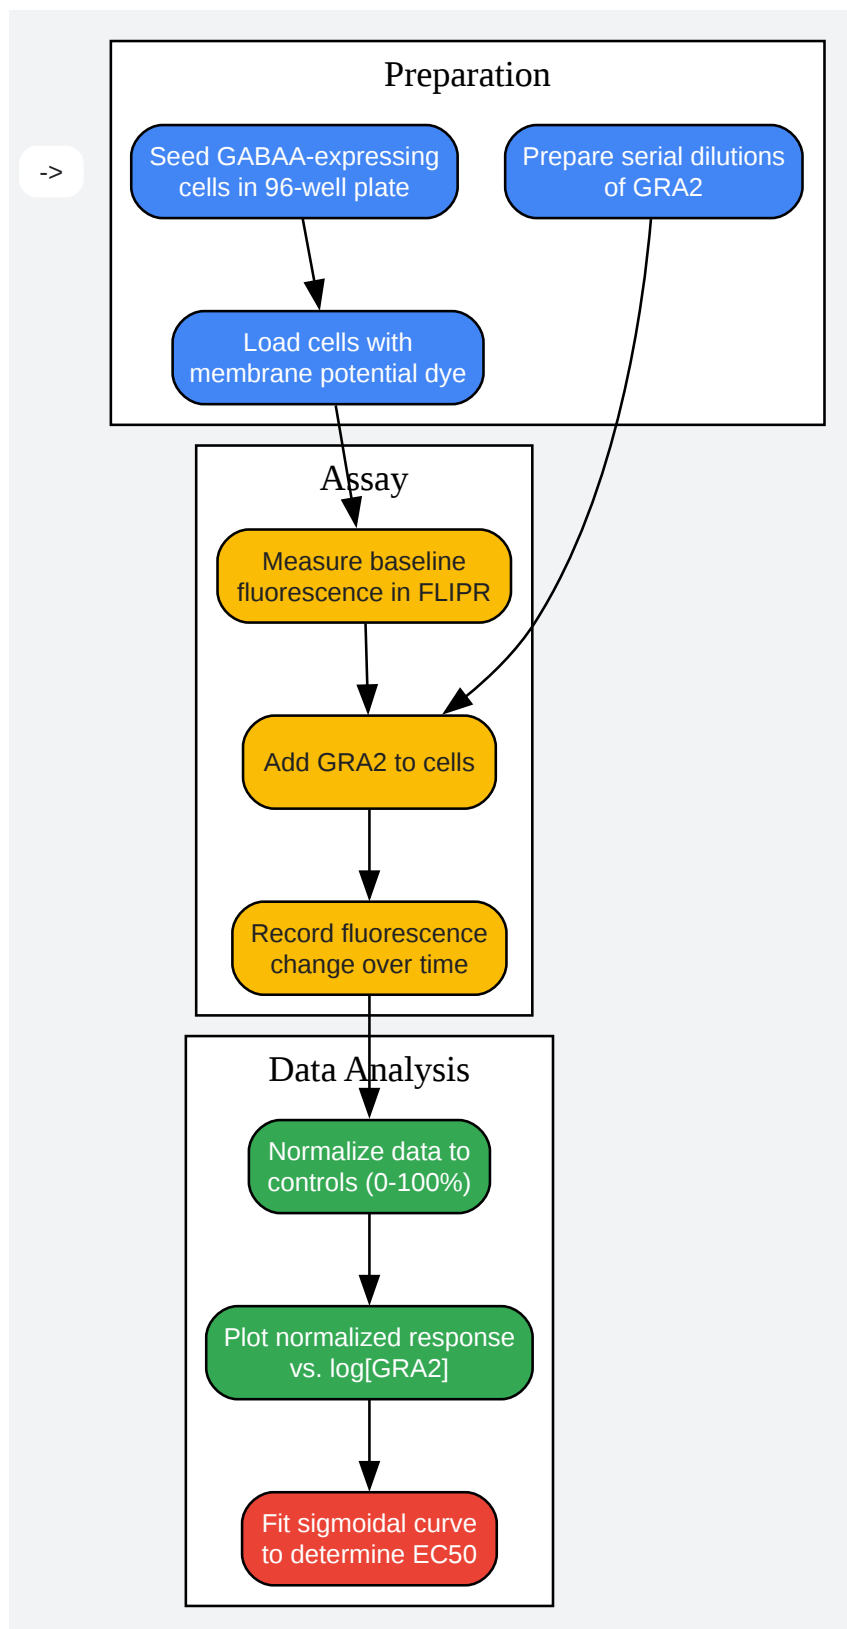 Preparation
->
Seed GABAA-expressing
cells in 96-well plate
Prepare serial dilutions
of GRA2
Load cells with
membrane potential dye
Assay
Measure baseline
fluorescence in FLIPR
Add GRA2 to cells
Record fluorescence
change over time
Data Analysis
Normalize data to
controls (0-100%)
Plot normalized response
vs. log[GRA2]
Fit sigmoidal curve
to determine EC50